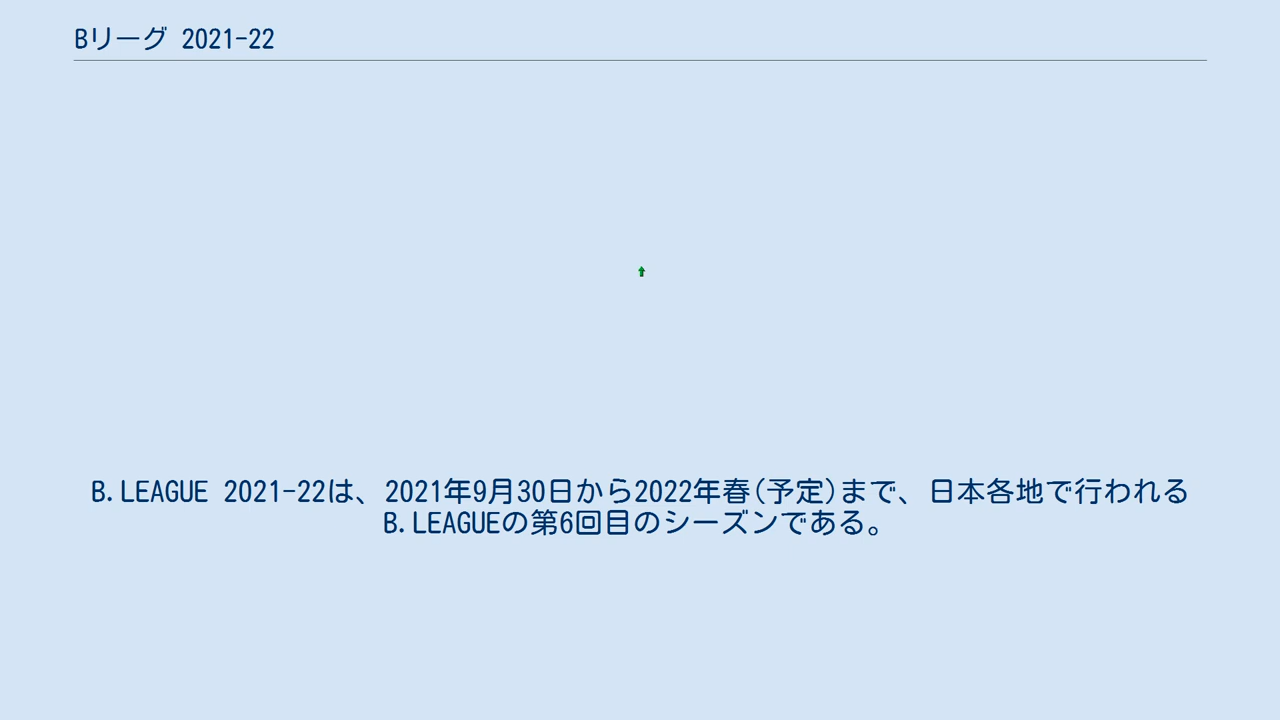 Bリーグ 2021-22
B.LEAGUE 2021-22は、2021年9月30日から2022年春(予定)まで、日本各地で行われる
B.LEAGUEの第6回目のシーズンである。